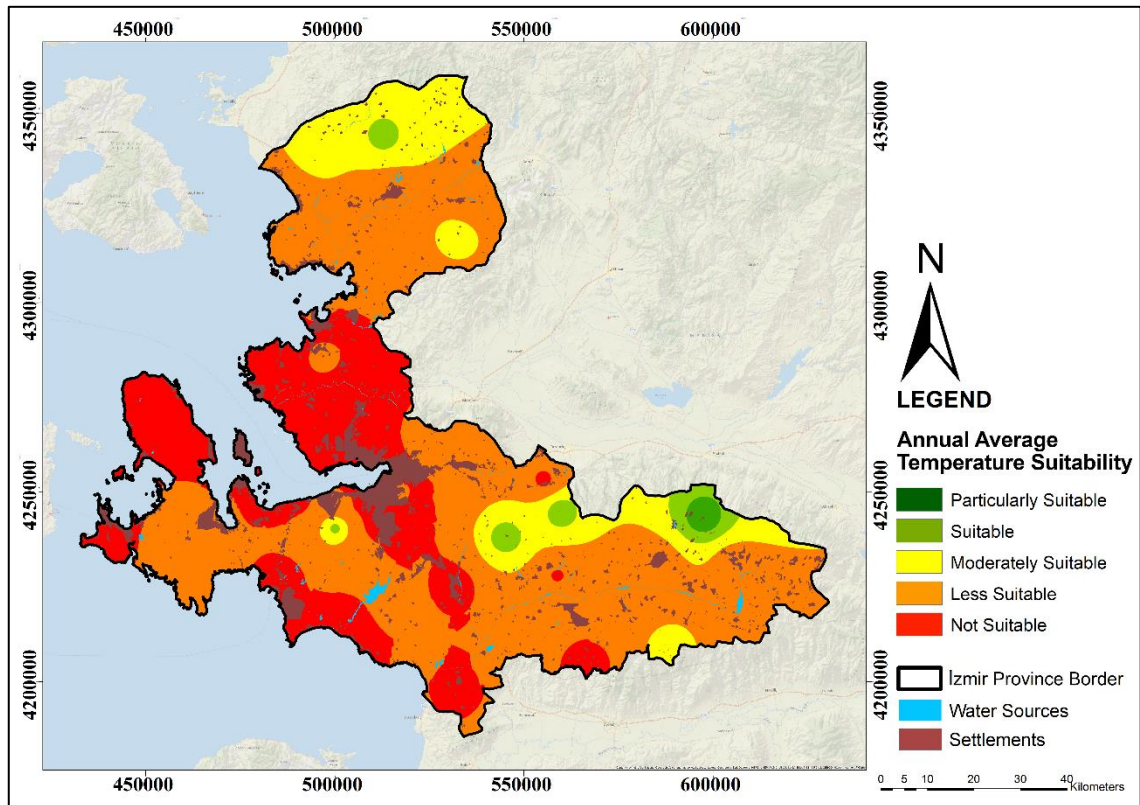 450000 500000 550000 600000
4350000 4350000
4300000 4300000
4250000 4250000
4200000 4200000
N
LEGEND
Annual Average
Temperature Suitability
Particularly Suitable
Suitable
Moderately Suitable
Less Suitable
Not Suitable
İzmir Province Border
Water Sources
Settlements
0 5 10 20 30 40
Kilometers
450000 500000 550000 600000